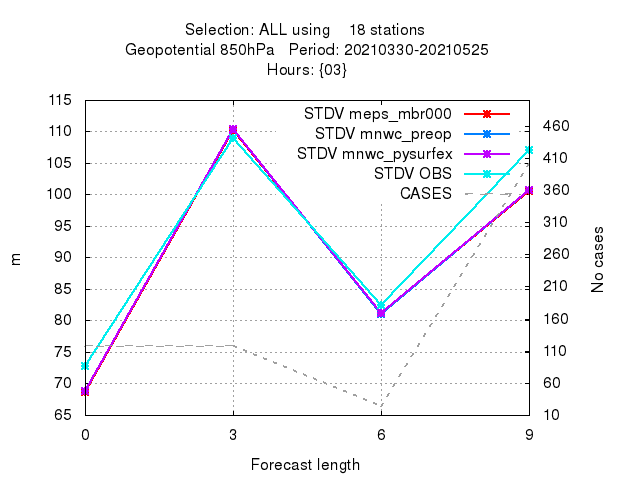 Selection: ALL using    18 stations
Geopotential 850hPa   Period: 20210330-20210525
Hours: {03}
STDV meps_mbr000
STDV mnwc_preop
STDV mnwc_pysurfex
STDV OBS
CASES
115
110
105
100
95
90
85
80
75
70
65
m
460
410
360
310
260
210
160
110
60
10
No cases
0 3 6 9
Forecast length